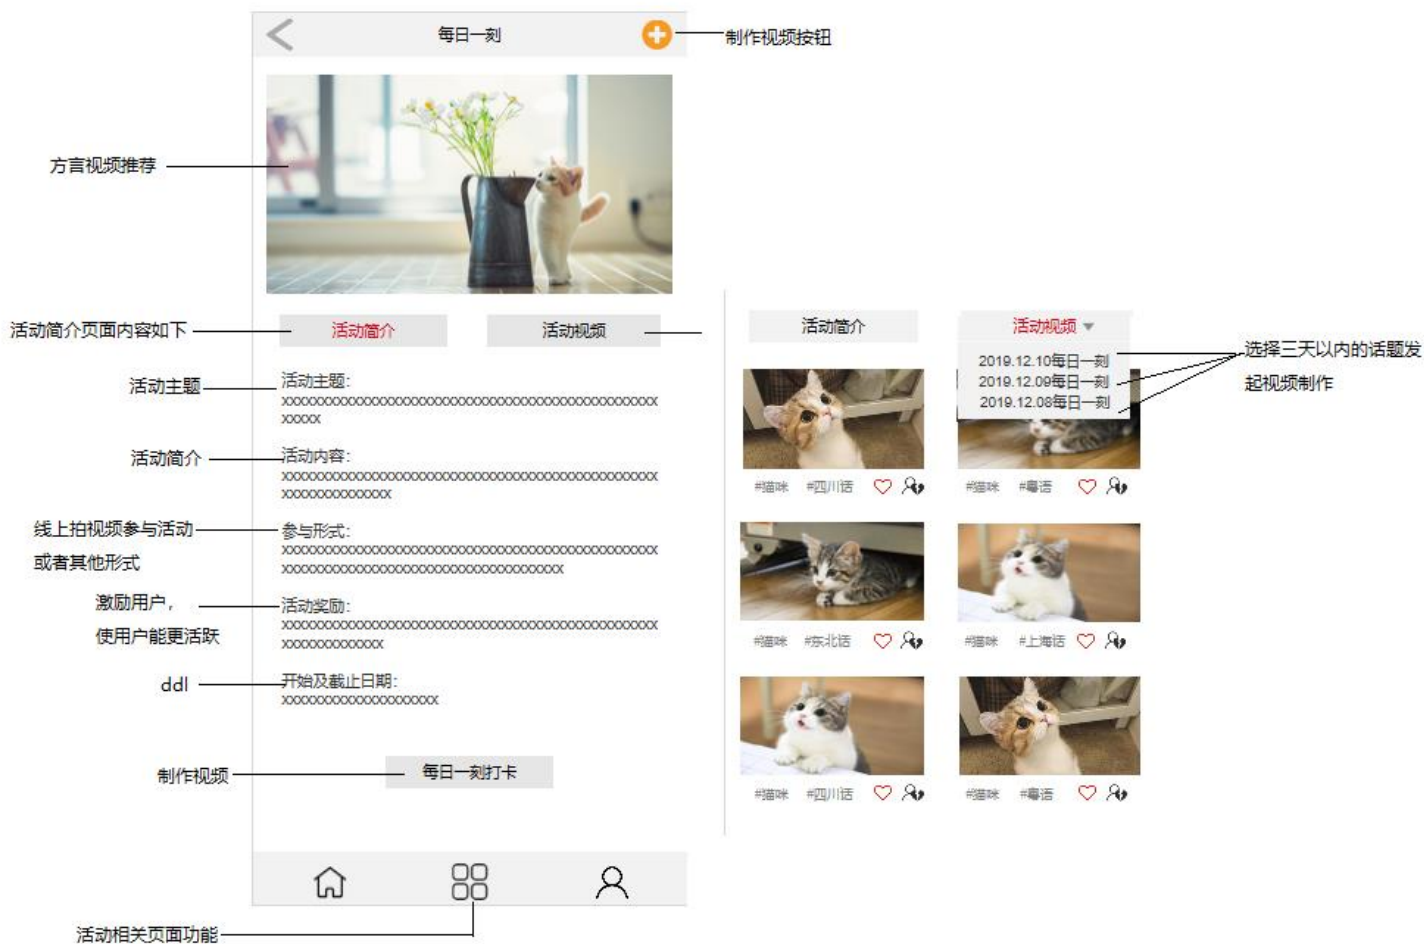 每日一刻
制作视频按钮
方言视频推荐
活动简介页面内容如下
活动简介
活动视频
活动主题
活动主题:
xxxxxxxxxxxxxxxxxxxxxxxxxxxxxxxxxxxxxxxxxxxxxxxx
xxxxx
活动简介
活动内容:
xxxxxxxxxxxxxxxxxxxxxxxxxxxxxxxxxxxxxxxxxxxxxxxx
xxxxxxxxxxxxxx
线上拍视频参与活动
或者其他形式
参与形式:
xxxxxxxxxxxxxxxxxxxxxxxxxxxxxxxxxxxxxxxxxxxxxxxx
xxxxxxxxxxxxxxxxxxxxxxxxxxxxxxxxxxxx
激励用户，
使用户能更活跃
活动奖励:
xxxxxxxxxxxxxxxxxxxxxxxxxxxxxxxxxxxxxxxxxxxxxxxx
xxxxxxxxxxxxx
ddl
开始及截止日期:
xxxxxxxxxxxxxxxxxxxx
制作视频
每日一刻打卡
活动相关页面功能
活动简介
活动视频
2019.12.10每日一刻
2019.12.09每日一刻
2019.12.08每日一刻
选择三天以内的话题发
起视频制作
#猫咪 #四川话
#猫咪 #粤语
#猫咪 #东北话
#猫咪 #上海话
#猫咪 #四川话
#猫咪 #粤语